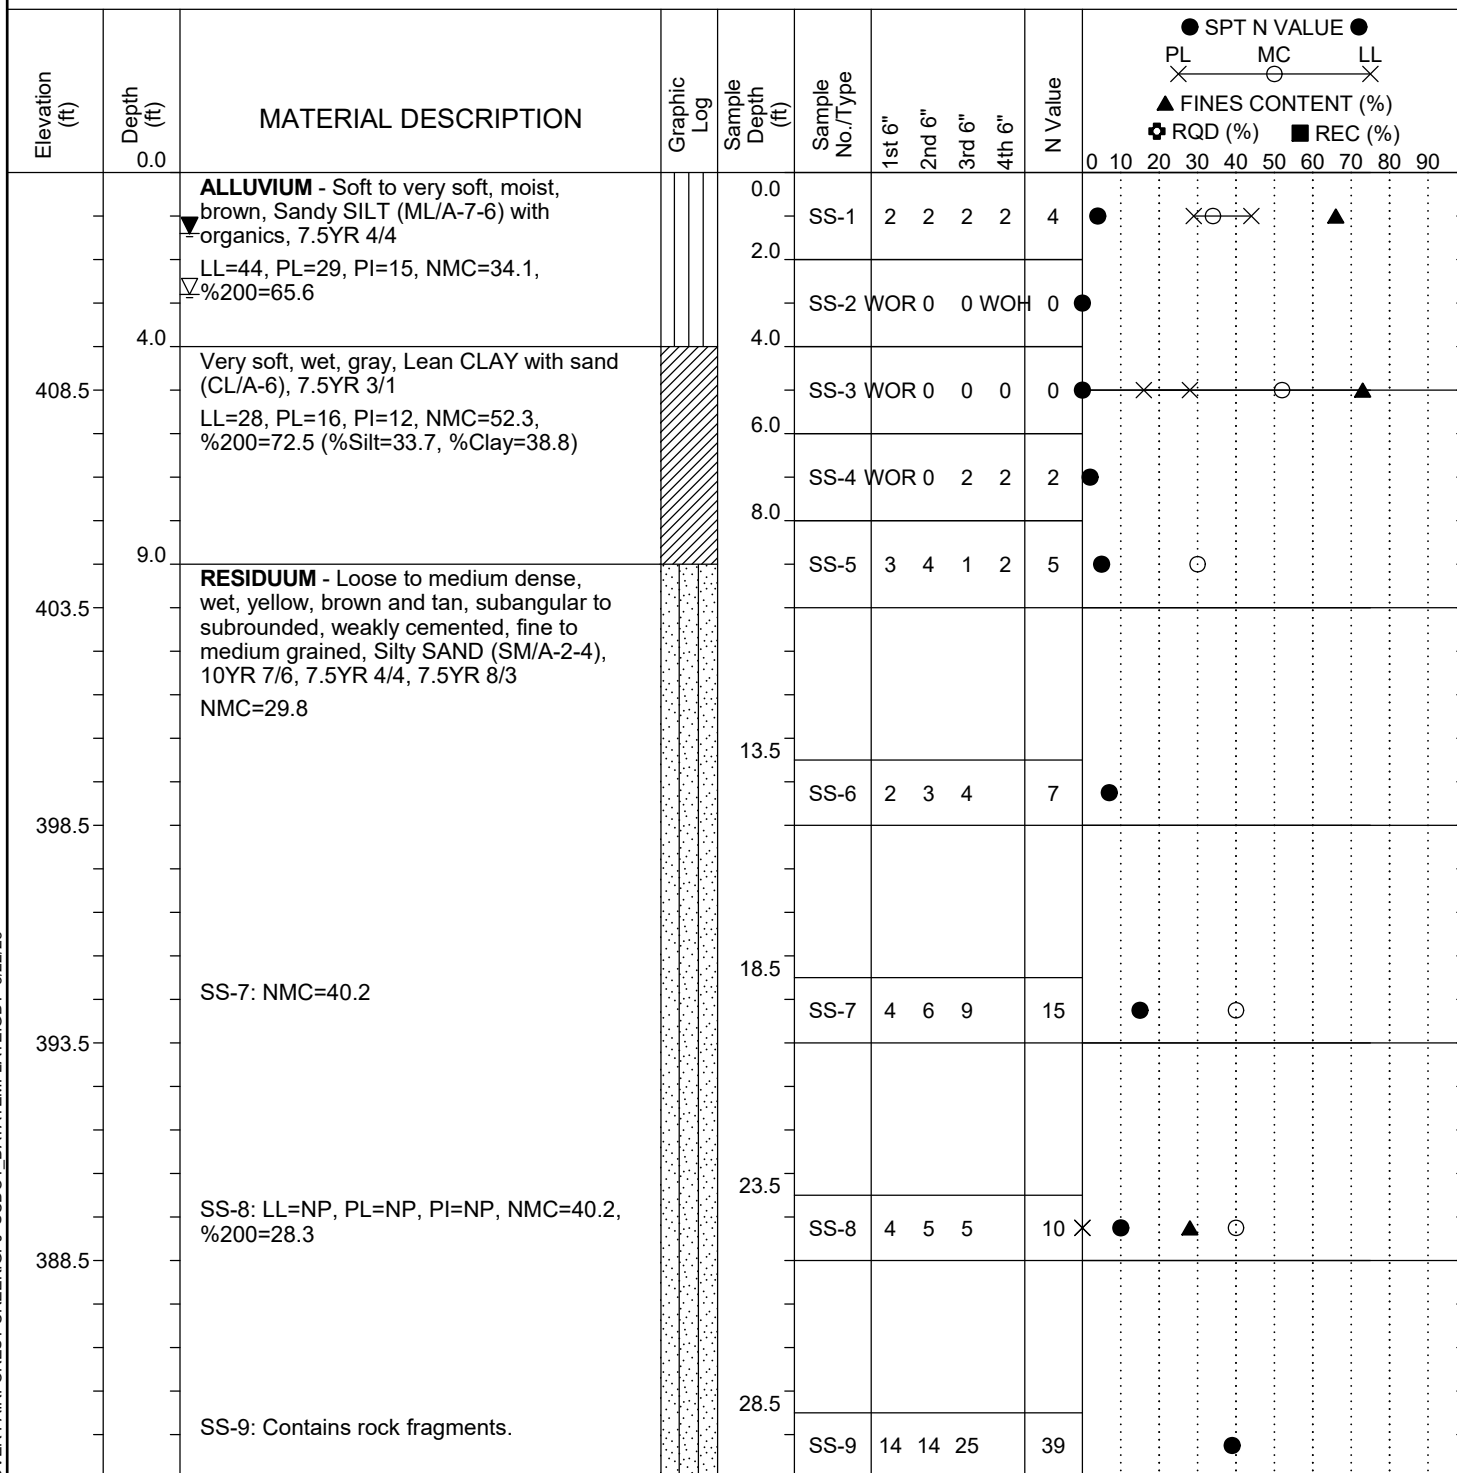 Elevation (ft)
Depth (ft)
0.0
MATERIAL DESCRIPTION
Graphic Log
Sample Depth (ft)
Sample No./Type
1st 6"
2nd 6"
3rd 6"
4th 6"
N Value
SPT N VALUE
PL MC LL
FINES CONTENT (%)
RQD (%) REC (%)
0 10 20 30 40 50 60 70 80 90
ALLUVIUM - Soft to very soft, moist,
brown, Sandy SILT (ML/A-7-6) with
organics, 7.5YR 4/4
LL=44, PL=29, PI=15, NMC=34.1,
%200=65.6
0.0
SS-1 2 2 2 2 4
2.0
SS-2 WOR 0 0 WOH 0
4.0
4.0
Very soft, wet, gray, Lean CLAY with sand
(CL/A-6), 7.5YR 3/1
LL=28, PL=16, PI=12, NMC=52.3,
%200=72.5 (%Silt=33.7, %Clay=38.8)
408.5
SS-3 WOR 0 0 0 0
6.0
SS-4 WOR 0 2 2 2
8.0
9.0
SS-5 3 4 1 2 5
RESIDUUM - Loose to medium dense,
wet, yellow, brown and tan, subangular to
subrounded, weakly cemented, fine to
medium grained, Silty SAND (SM/A-2-4),
10YR 7/6, 7.5YR 4/4, 7.5YR 8/3
NMC=29.8
403.5
13.5
SS-6 2 3 4 7
398.5
18.5
SS-7: NMC=40.2
SS-7 4 6 9 15
393.5
23.5
SS-8: LL=NP, PL=NP, PI=NP, NMC=40.2,
%200=28.3
SS-8 4 5 5 10
388.5
28.5
SS-9: Contains rock fragments.
SS-9 14 14 25 39